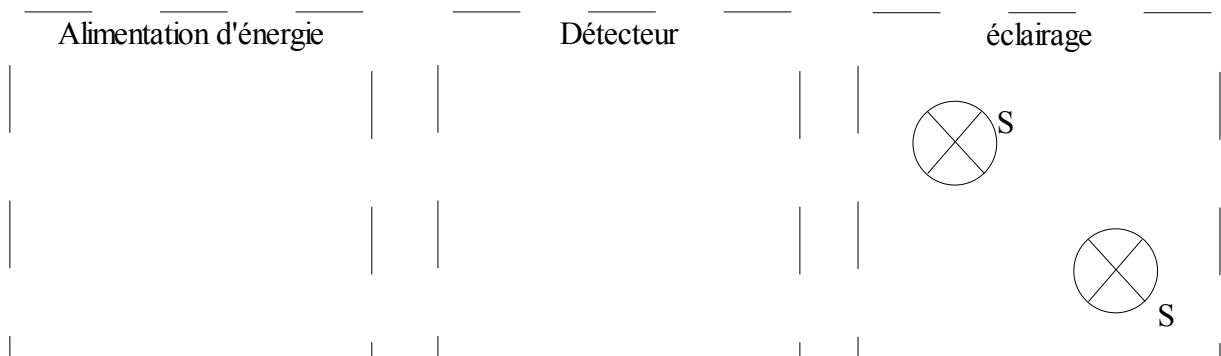 Alimentation d'énergie
Détecteur
éclairage
S
S